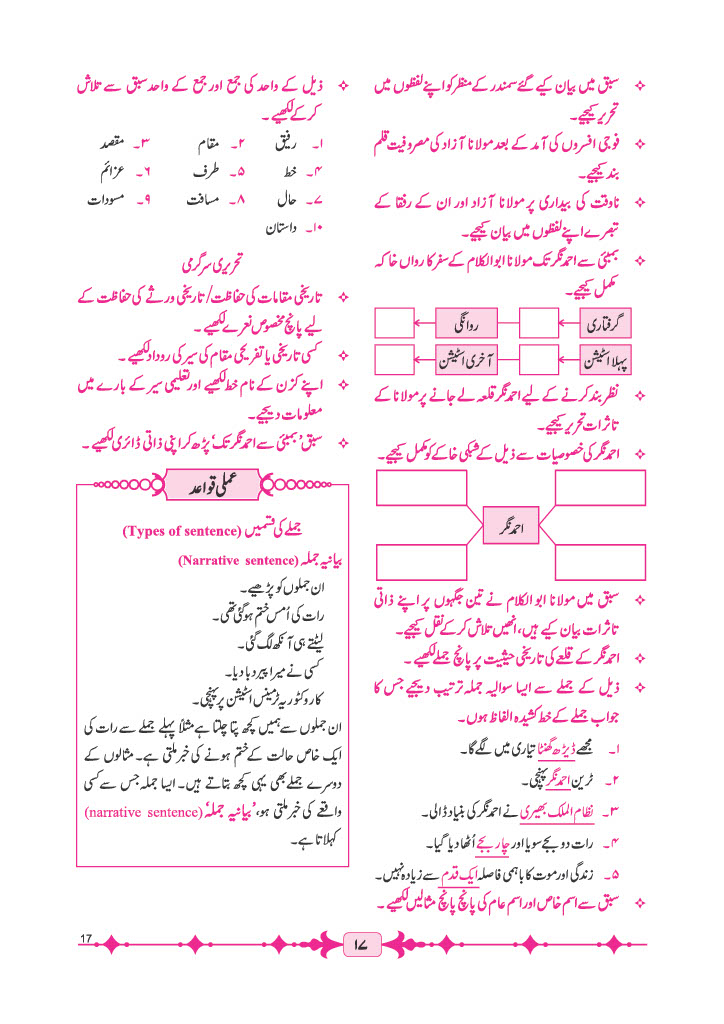 ❖ سبق میں بیان کیے گئے سمندر کے منظر کو اپنے لفظوں میں
تحریر کیجیے۔
❖ فوجی افسروں کی آمد کے بعد مولانا آزاد کی مصروفیت قلم
بند کیجیے۔
❖ ناوقت کی بیداری پر مولانا آزاد اور ان کے رفقا کے
تبصرے اپنے لفظوں میں بیان کیجیے۔
❖ بمبئی سے احمد نگر تک مولانا ابوالکلام کے سفر کا رواں خاکہ
مکمل کیجیے۔
گرفتاری روانگی
پہلا اسٹیشن آخری اسٹیشن
❖ نظر بند کرنے کے لیے احمد نگر قلعہ لے جانے پر مولانا کے
تاثرات تحریر کیجیے۔
❖ احمد نگر کی خصوصیات سے ذیل کے شبکی خاکے کو مکمل کیجیے۔
احمد نگر
❖ سبق میں مولانا ابوالکلام نے تین جگہوں پر اپنے ذاتی
تاثرات بیان کیے ہیں، انھیں تلاش کر کے نقل کیجیے۔
❖ احمد نگر کے قلعے کی تاریخی حیثیت پر پانچ جملے لکھیے۔
❖ ذیل کے جملے سے ایسا سوالیہ جملہ ترتیب دیجیے جس کا
جواب جملے کے خط کشیدہ الفاظ ہوں۔
۱۔ مجھے ڈیڑھ گھنٹا تیاری میں لگے گا۔
۲۔ ٹرین احمد نگر پہنچی۔
۳۔ نظام الملک بھیری نے احمد نگر کی بنیاد ڈالی۔
۴۔ رات دو بجے سویا اور چار بجے اُٹھا دیا گیا۔
۵۔ زندگی اور موت کا باہمی فاصلہ ایک قدم سے زیادہ نہیں۔
❖ سبق سے اسم خاص اور اسم عام کی پانچ پانچ مثالیں لکھیے۔
❖ ذیل کے واحد کی جمع اور جمع کے واحد سبق سے تلاش
کر کے لکھیے۔
۱۔ رفیق ۲۔ مقام ۳۔ مقصد
۴۔ خط ۵۔ طرف ۶۔ عزائم
۷۔ حال ۸۔ مسافت ۹۔ مسودات
۱۰۔ داستان
تحریری سرگرمی
❖ تاریخی مقامات کی حفاظت/ تاریخی ورثے کی حفاظت کے
لیے پانچ مخصوص نعرے لکھیے۔
❖ کسی تاریخی یا تفریحی مقام کی سیر کی روداد لکھیے۔
❖ اپنے کزن کے نام خط لکھیے اور تعلیمی سیر کے بارے میں
معلومات دیجیے۔
❖ سبق 'بمبئی سے احمد نگر تک' پڑھ کر اپنی ذاتی ڈائری لکھیے۔
عملی قواعد
جملے کی قسمیں (Types of sentence)
بیانیہ جملہ (Narrative sentence)
ان جملوں کو پڑھیے۔
رات کی اُمس ختم ہو گئی تھی۔
لیٹتے ہی آنکھ لگ گئی۔
کسی نے میرا پیر دبا دیا۔
کار وکٹوریہ ٹرمینس اسٹیشن پر پہنچی۔
ان جملوں سے ہمیں کچھ پتا چلتا ہے مثلاً پہلے جملے سے رات کی
ایک خاص حالت کے ختم ہونے کی خبر ملتی ہے۔ مثالوں کے
دوسرے جملے بھی یہی کچھ بتاتے ہیں۔ ایسا جملہ جس سے کسی
واقعے کی خبر ملتی ہو، 'بیانیہ جملہ' (narrative sentence)
کہلاتا ہے۔
17
۱۷